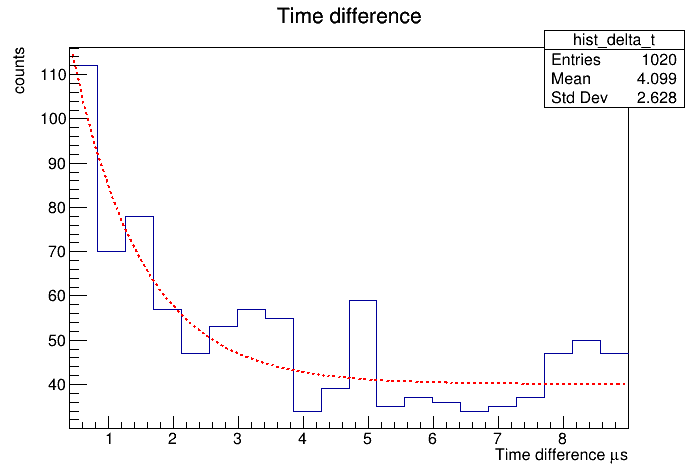 Time difference
hist_delta_t
Entries 1020
Mean 4.099
Std Dev 2.628
counts
110
100
90
80
70
60
50
40
1 2 3 4 5 6 7 8
Time difference μs